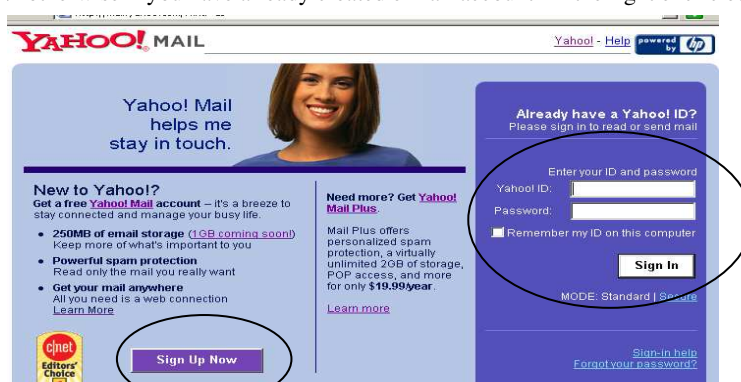 YAHOO! MAIL
Yahoo! - Help powered by hp
Yahoo! Mail
helps me
stay in touch.
New to Yahoo!?
Get a free Yahoo! Mail account – it's a breeze to
stay connected and manage your busy life.
• 250MB of email storage (1GB coming soon!)
Keep more of what's important to you
• Powerful spam protection
Read only the mail you really want
• Get your mail anywhere
All you need is a web connection
Learn More
c|net
Editors'
Choice
Sign Up Now
Need more? Get Yahoo!
Mail Plus.
Mail Plus offers
personalized spam
protection, a virtually
unlimited 2GB of storage,
POP access, and more
for only $19.99/year.
Learn more
Already have a Yahoo! ID?
Please sign in to read or send mail
Enter your ID and password
Yahoo! ID:
Password:
Remember my ID on this computer
Sign In
MODE: Standard | Secure
Sign-in help
Forgot your password?